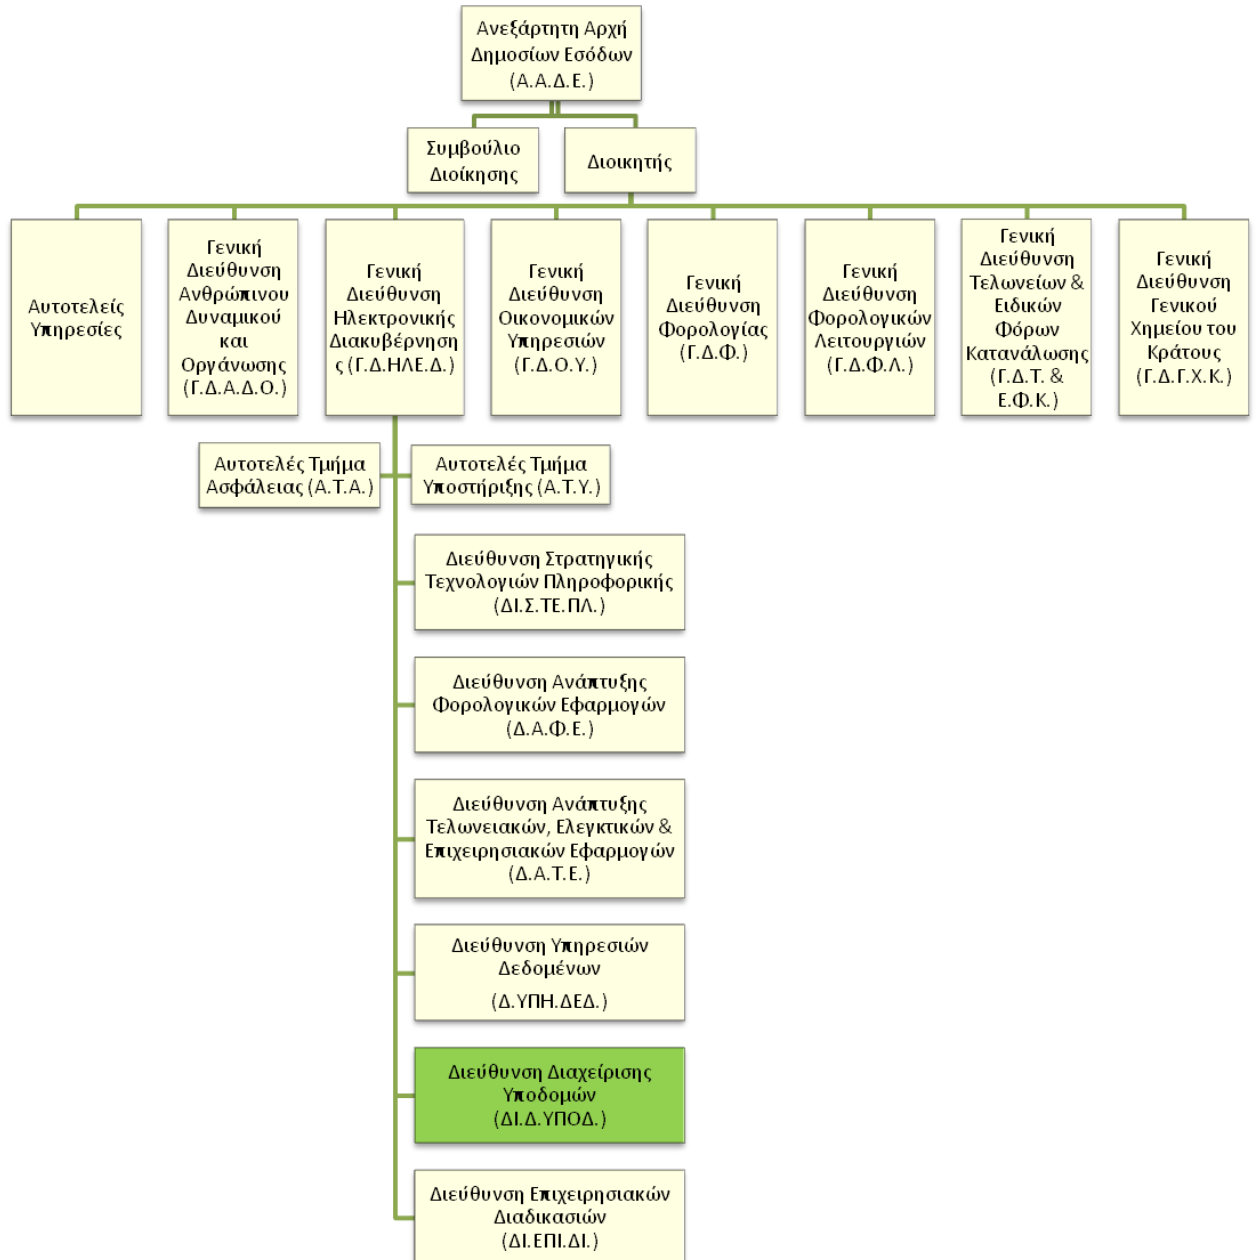 Ανεξάρτητη Αρχή
Δημοσίων Εσόδων
(Α.Α.Δ.Ε.)
Συμβούλιο
Διοίκησης
Διοικητής
Αυτοτελείς
Υπηρεσίες
Γενική
Διεύθυνση
Ανθρώπινου
Δυναμικού
και
Οργάνωσης
(Γ.Δ.Α.Δ.Ο.)
Γενική
Διεύθυνση
Ηλεκτρονικής
Διακυβέρνηση
ς (Γ.Δ.ΗΛΕ.Δ.)
Γενική
Διεύθυνση
Οικονομικών
Υπηρεσιών
(Γ.Δ.Ο.Υ.)
Γενική
Διεύθυνση
Φορολογίας
(Γ.Δ.Φ.)
Γενική
Διεύθυνση
Φορολογικών
Λειτουργιών
(Γ.Δ.Φ.Λ.)
Γενική
Διεύθυνση
Τελωνείων &
Ειδικών
Φόρων
Κατανάλωσης
(Γ.Δ.Τ. &
Ε.Φ.Κ.)
Γενική
Διεύθυνση
Γενικού
Χημείου του
Κράτους
(Γ.Δ.Γ.Χ.Κ.)
Αυτοτελές Τμήμα
Ασφάλειας (Α.Τ.Α.)
Αυτοτελές Τμήμα
Υποστήριξης (Α.Τ.Υ.)
Διεύθυνση Στρατηγικής
Τεχνολογιών Πληροφορικής
(ΔΙ.Σ.ΤΕ.ΠΛ.)
Διεύθυνση Ανάπτυξης
Φορολογικών Εφαρμογών
(Δ.Α.Φ.Ε.)
Διεύθυνση Ανάπτυξης
Τελωνειακών, Ελεγκτικών &
Επιχειρησιακών Εφαρμογών
(Δ.Α.Τ.Ε.)
Διεύθυνση Υπηρεσιών
Δεδομένων
(Δ.ΥΠΗ.ΔΕΔ.)
Διεύθυνση Διαχείρισης
Υποδομών
(ΔΙ.Δ.ΥΠΟΔ.)
Διεύθυνση Επιχειρησιακών
Διαδικασιών
(ΔΙ.ΕΠΙ.ΔΙ.)